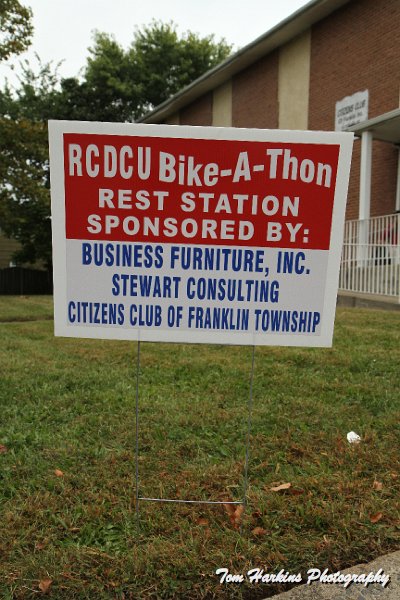 RCDCU Bike-A-Thon
REST STATION
SPONSORED BY:
BUSINESS FURNITURE, INC.
STEWART CONSULTING
CITIZENS CLUB OF FRANKLIN TOWNSHIP
Tom Harkins Photography